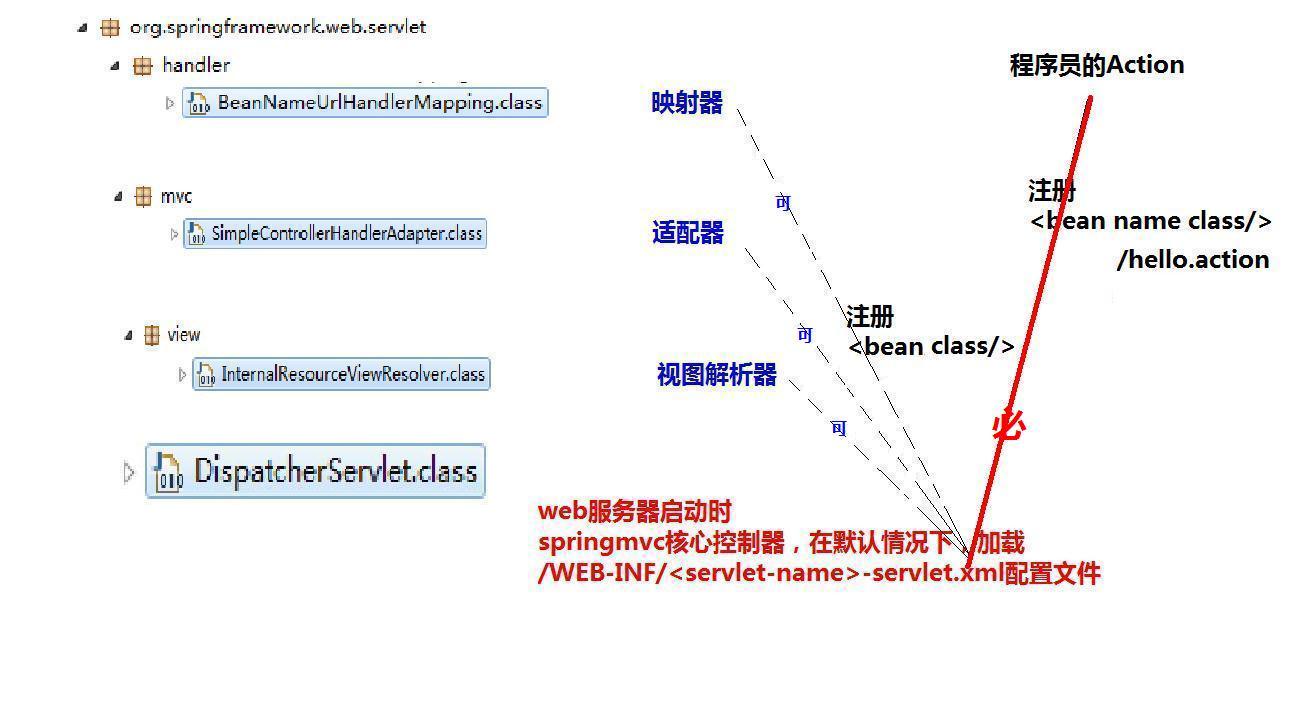 org.springframework.web.servlet
handler
BeanNameUrlHandlerMapping.class
mvc
SimpleControllerHandlerAdapter.class
view
InternalResourceViewResolver.class
DispatcherServlet.class
映射器
可
适配器
可
视图解析器
可
注册
<bean class/>
程序员的Action
注册
<bean name class/>
/hello.action
必
web服务器启动时
springmvc核心控制器，在默认情况下，加载
/WEB-INF/<servlet-name>-servlet.xml配置文件